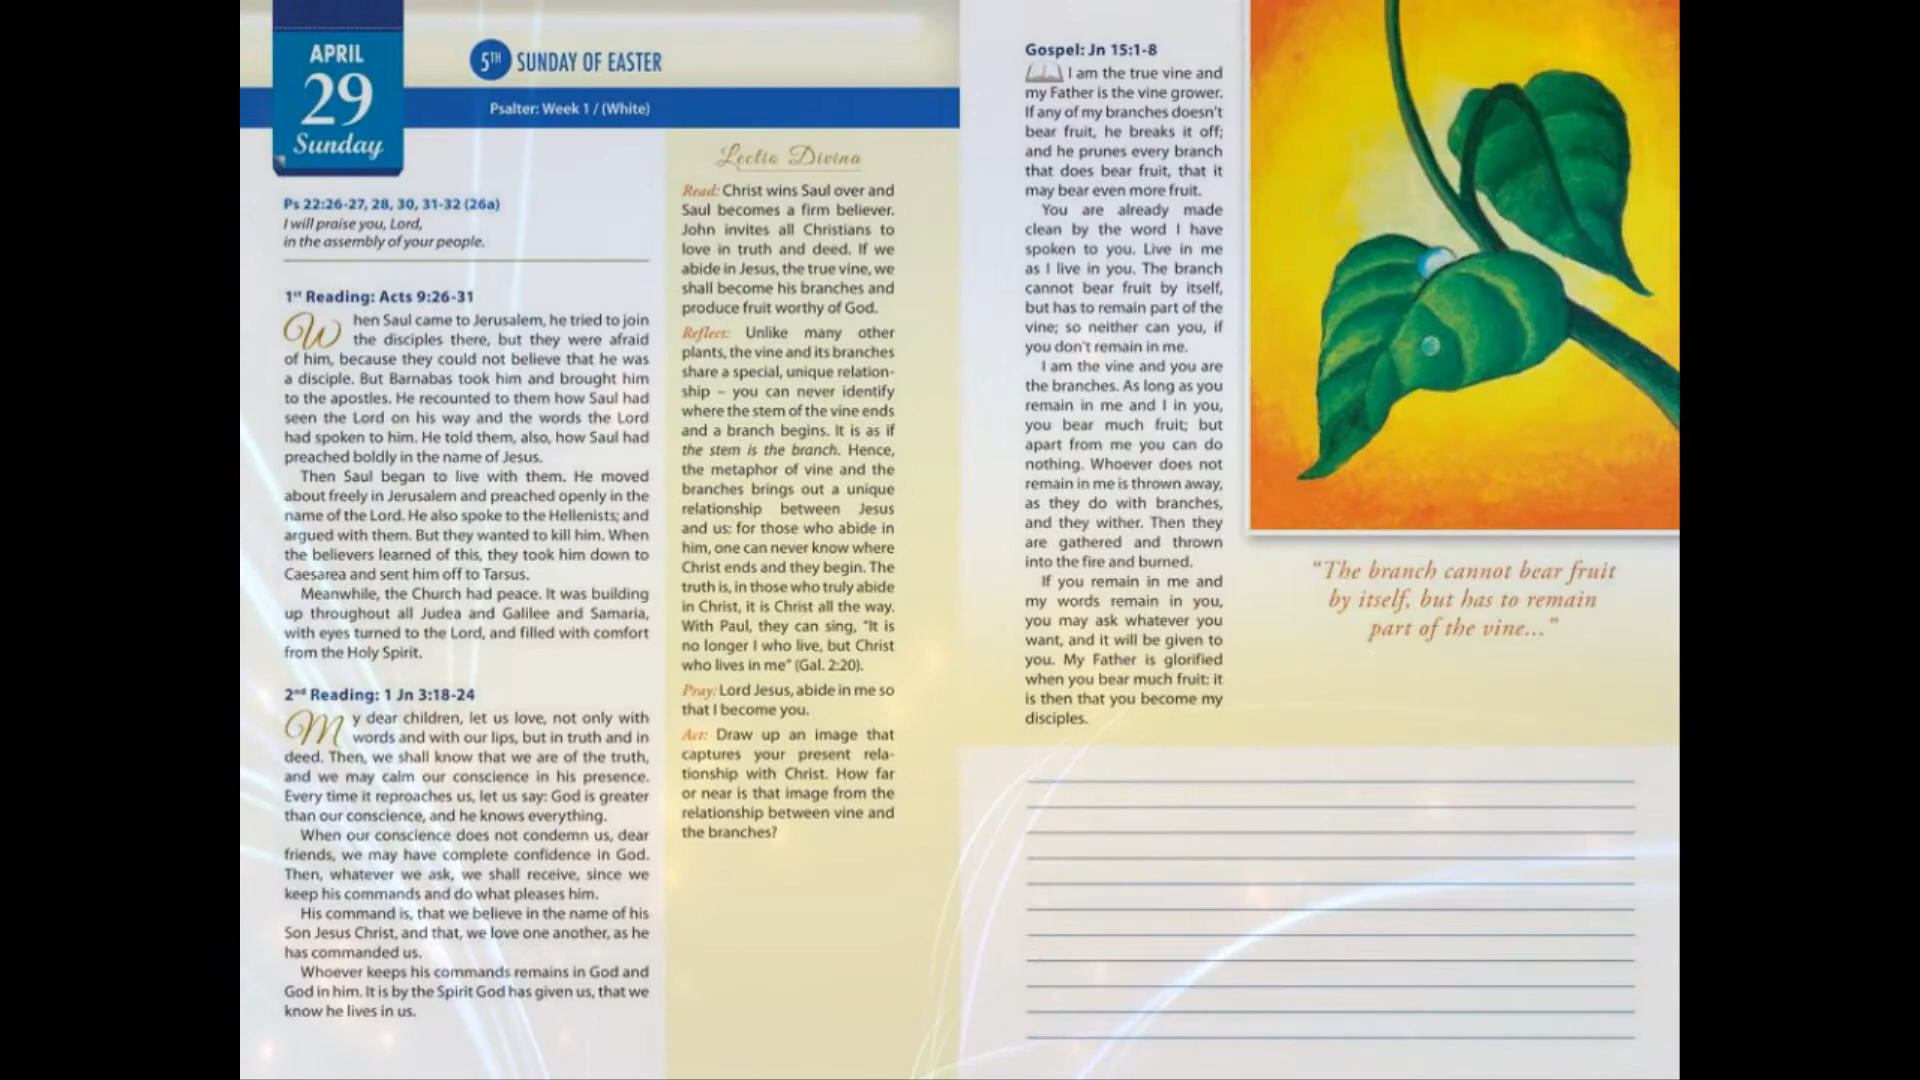 APRIL
29
Sunday
5TH SUNDAY OF EASTER
Psalter: Week 1 / (White)
Ps 22:26-27, 28, 30, 31-32 (26a)
I will praise you, Lord,
in the assembly of your people.
1st Reading: Acts 9:26-31
When Saul came to Jerusalem, he tried to join
the disciples there, but they were afraid
of him, because they could not believe that he was
a disciple. But Barnabas took him and brought him
to the apostles. He recounted to them how Saul had
seen the Lord on his way and the words the Lord
had spoken to him. He told them, also, how Saul had
preached boldly in the name of Jesus.
Then Saul began to live with them. He moved
about freely in Jerusalem and preached openly in the
name of the Lord. He also spoke to the Hellenists; and
argued with them. But they wanted to kill him. When
the believers learned of this, they took him down to
Caesarea and sent him off to Tarsus.
Meanwhile, the Church had peace. It was building
up throughout all Judea and Galilee and Samaria,
with eyes turned to the Lord, and filled with comfort
from the Holy Spirit.
2nd Reading: 1 Jn 3:18-24
My dear children, let us love, not only with
words and with our lips, but in truth and in
deed. Then, we shall know that we are of the truth,
and we may calm our conscience in his presence.
Every time it reproaches us, let us say: God is greater
than our conscience, and he knows everything.
When our conscience does not condemn us, dear
friends, we may have complete confidence in God.
Then, whatever we ask, we shall receive, since we
keep his commands and do what pleases him.
His command is, that we believe in the name of his
Son Jesus Christ, and that, we love one another, as he
has commanded us.
Whoever keeps his commands remains in God and
God in him. It is by the Spirit God has given us, that we
know he lives in us.
Lectio Divina
Read: Christ wins Saul over and
Saul becomes a firm believer.
John invites all Christians to
love in truth and deed. If we
abide in Jesus, the true vine, we
shall become his branches and
produce fruit worthy of God.
Reflect: Unlike many other
plants, the vine and its branches
share a special, unique relation-
ship – you can never identify
where the stem of the vine ends
and a branch begins. It is as if
the stem is the branch. Hence,
the metaphor of vine and the
branches brings out a unique
relationship between Jesus
and us: for those who abide in
him, one can never know where
Christ ends and they begin. The
truth is, in those who truly abide
in Christ, it is Christ all the way.
With Paul, they can sing, "It is
no longer I who live, but Christ
who lives in me" (Gal. 2:20).
Pray: Lord Jesus, abide in me so
that I become you.
Act: Draw up an image that
captures your present rela-
tionship with Christ. How far
or near is that image from the
relationship between vine and
the branches?
Gospel: Jn 15:1-8
I am the true vine and
my Father is the vine grower.
If any of my branches doesn't
bear fruit, he breaks it off;
and he prunes every branch
that does bear fruit, that it
may bear even more fruit.
You are already made
clean by the word I have
spoken to you. Live in me
as I live in you. The branch
cannot bear fruit by itself,
but has to remain part of the
vine; so neither can you, if
you don't remain in me.
I am the vine and you are
the branches. As long as you
remain in me and I in you,
you bear much fruit; but
apart from me you can do
nothing. Whoever does not
remain in me is thrown away,
as they do with branches,
and they wither. Then they
are gathered and thrown
into the fire and burned.
If you remain in me and
my words remain in you,
you may ask whatever you
want, and it will be given to
you. My Father is glorified
when you bear much fruit: it
is then that you become my
disciples.
"The branch cannot bear fruit
by itself, but has to remain
part of the vine..."